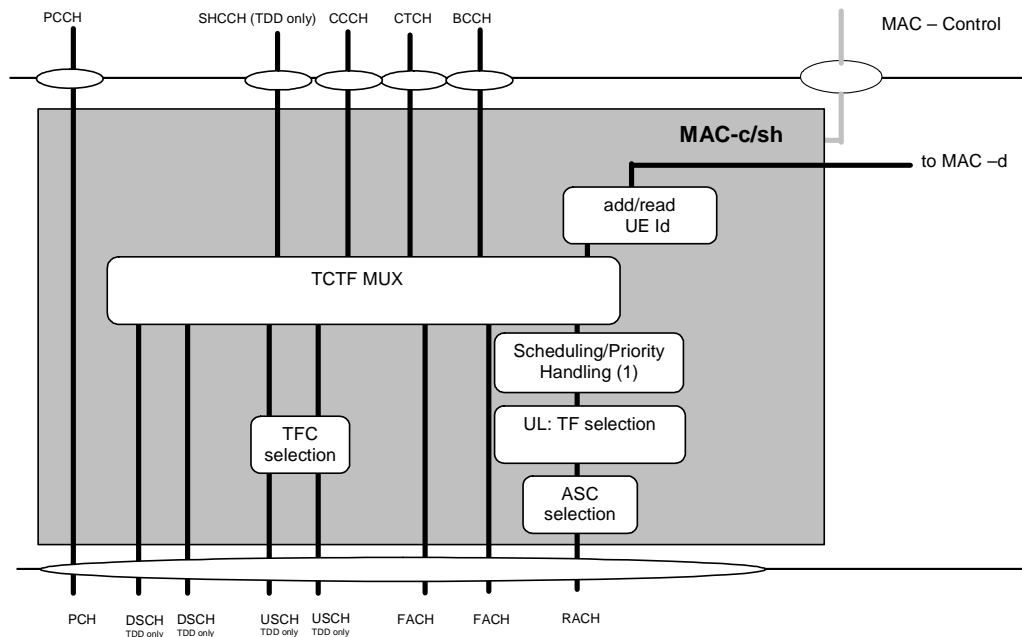 PCCH
SHCCH (TDD only)
CCCH
CTCH
BCCH
MAC – Control
MAC-c/sh
to MAC –d
add/read
UE Id
TCTF MUX
Scheduling/Priority
Handling (1)
UL: TF selection
TFC
selection
ASC
selection
PCH
DSCH
TDD only
DSCH
TDD only
USCH
TDD only
USCH
TDD only
FACH
FACH
RACH